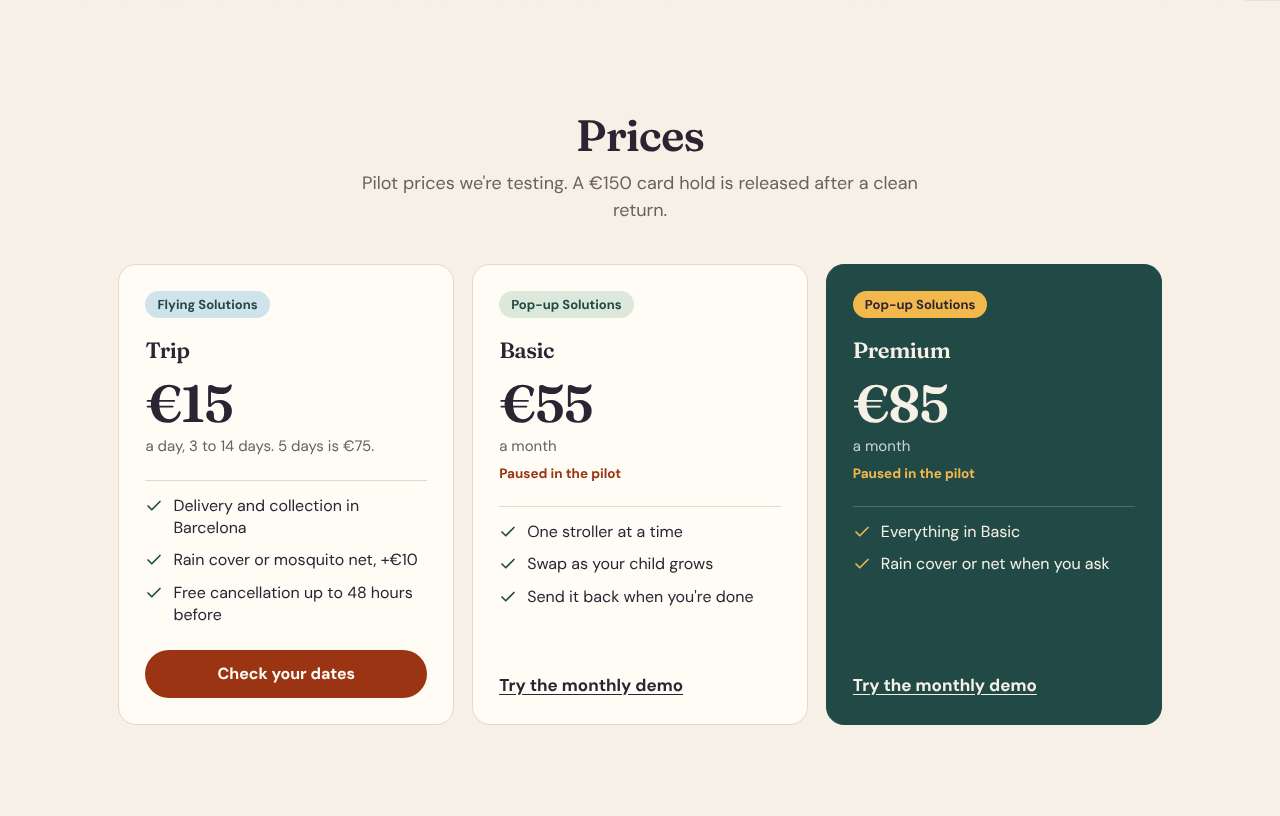 Prices
Pilot prices we're testing. A €150 card hold is released after a clean
return.
Flying Solutions
Trip
€15
a day, 3 to 14 days. 5 days is €75.
Delivery and collection in
Barcelona
Rain cover or mosquito net, +€10
Free cancellation up to 48 hours
before
Check your dates
Pop-up Solutions
Basic
€55
a month
Paused in the pilot
One stroller at a time
Swap as your child grows
Send it back when you're done
Try the monthly demo
Pop-up Solutions
Premium
€85
a month
Paused in the pilot
Everything in Basic
Rain cover or net when you ask
Try the monthly demo